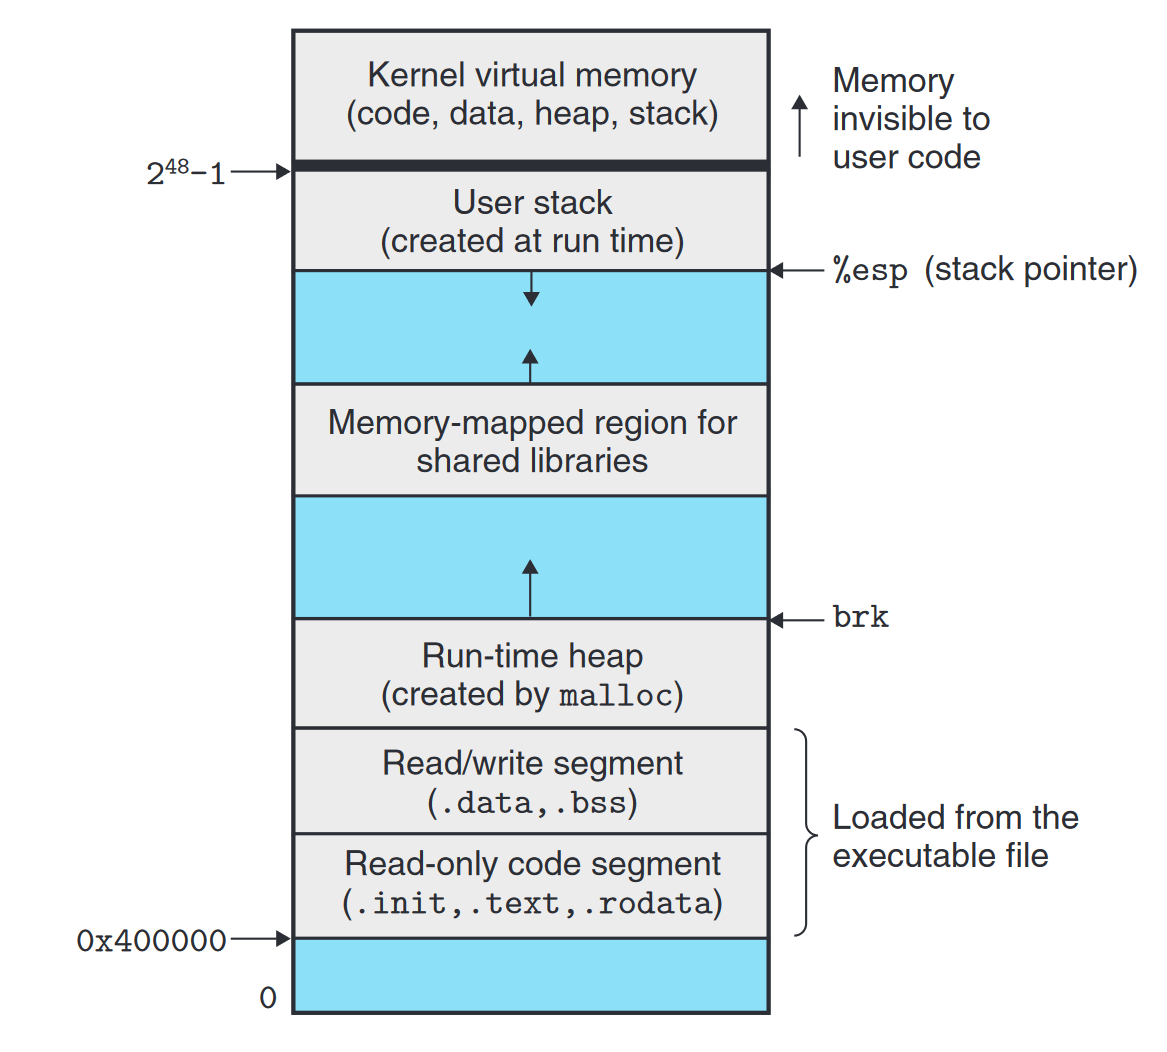 Kernel virtual memory
(code, data, heap, stack)
Memory
invisible to
user code
2⁴⁸−1
User stack
(created at run time)
%esp (stack pointer)
Memory-mapped region for
shared libraries
brk
Run-time heap
(created by malloc)
Read/write segment
(.data,.bss)
Loaded from the
executable file
Read-only code segment
(.init,.text,.rodata)
0x400000
0